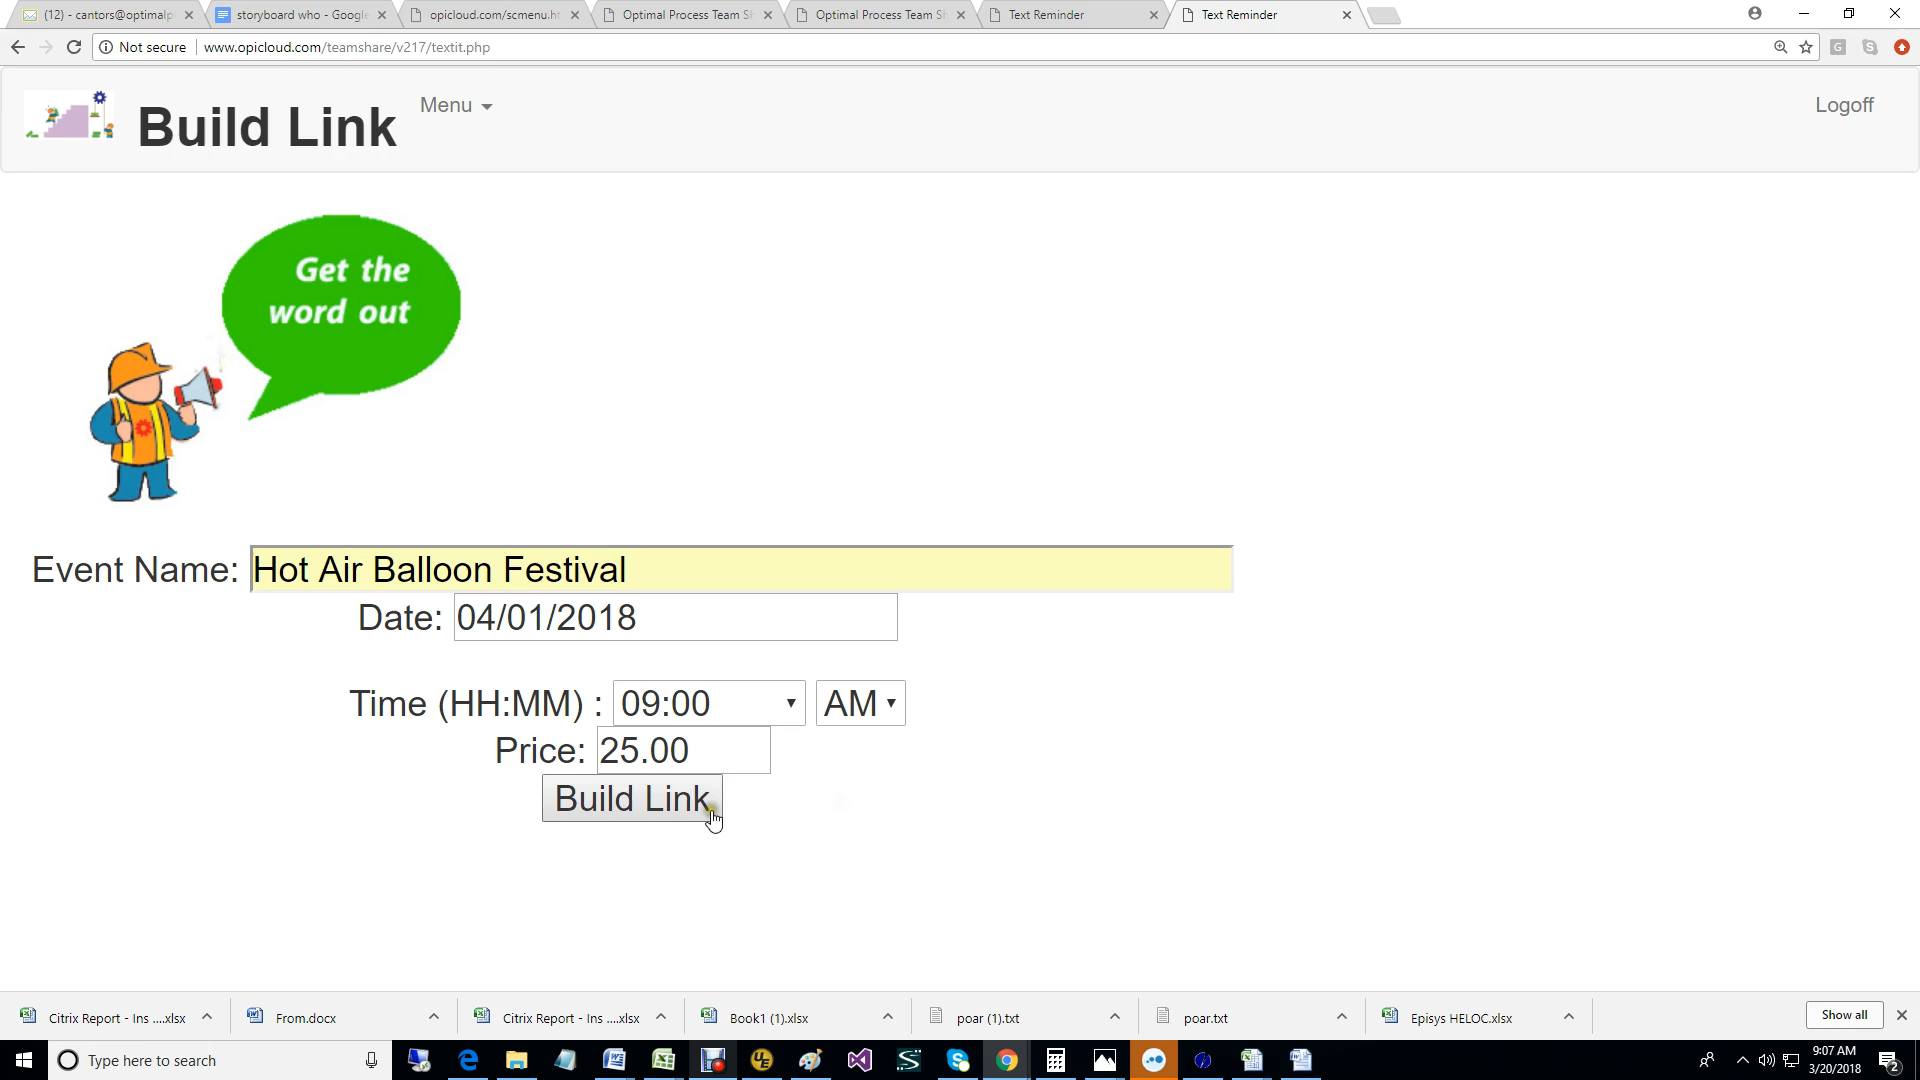 (12) - cantors@optimalp
storyboard who - Google
opicloud.com/scmenu.h
Optimal Process Team S
Optimal Process Team S
Text Reminder
Text Reminder
Not secure
www.opicloud.com/teamshare/v217/textit.php
Build Link
Menu
Logoff
Get the
word out
Event Name: Hot Air Balloon Festival
Date: 04/01/2018
Time (HH:MM) : 09:00 AM
Price: 25.00
Build Link
Citrix Report - Ins ....xlsx
From.docx
Citrix Report - Ins ....xlsx
Book1 (1).xlsx
poar (1).txt
poar.txt
Episys HELOC.xlsx
Show all
Type here to search
9:07 AM
3/20/2018
2